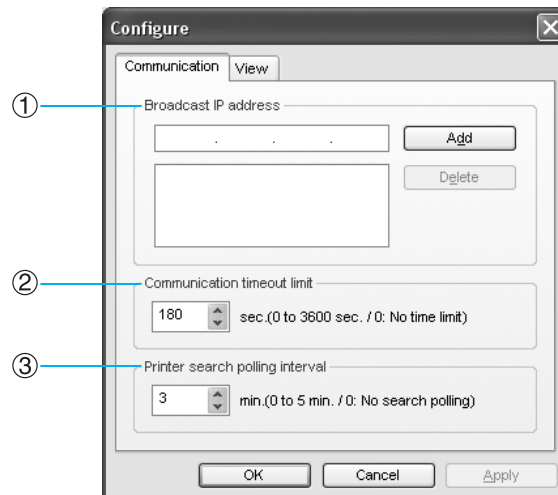 Configure
Communication View
① Broadcast IP address
. . . Add
Delete
② Communication timeout limit
180 sec.(0 to 3600 sec. / 0: No time limit)
③ Printer search polling interval
3 min.(0 to 5 min. / 0: No search polling)
OK Cancel Apply